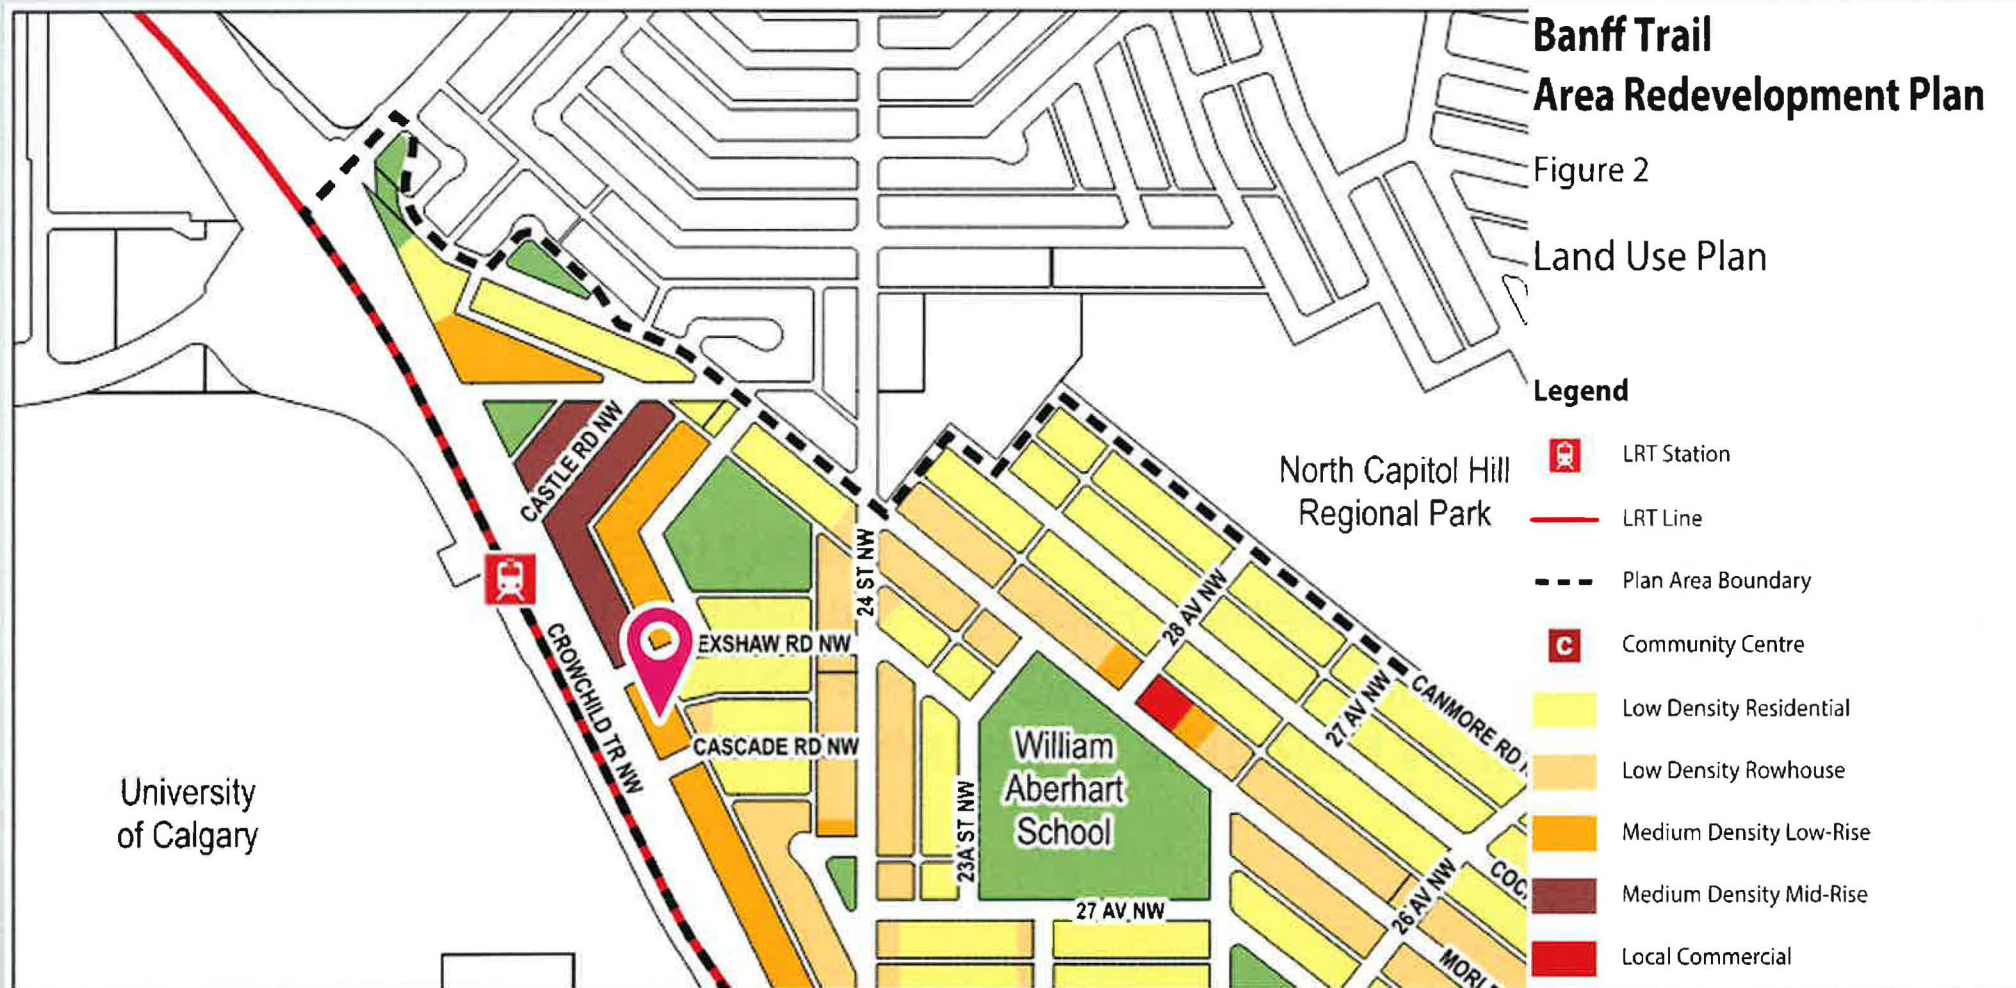 Banff Trail
Area Redevelopment Plan
Figure 2
Land Use Plan
Legend
LRT Station
LRT Line
Plan Area Boundary
C
Community Centre
Low Density Residential
Low Density Rowhouse
Medium Density Low-Rise
Medium Density Mid-Rise
Local Commercial
North Capitol Hill
Regional Park
CASTLE RD NW
24 ST NW
28 AV NW
EXSHAW RD NW
CROWCHILD TR NW
27 AV NW
CANMORE RD
CASCADE RD NW
William
Aberhart
School
23A ST NW
University
of Calgary
26 AV NW
27 AV NW